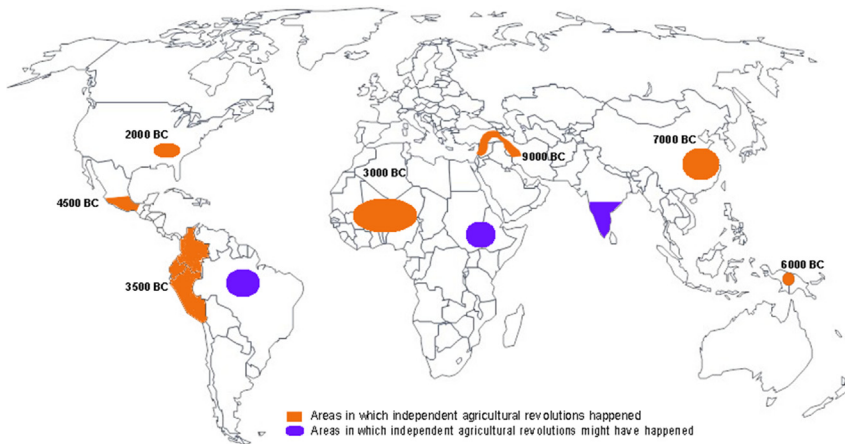 2000 BC
7000 BC
9000 BC
3000 BC
4500 BC
6000 BC
3500 BC
Areas in which independent agricultural revolutions happened
Areas in which independent agricultural revolutions might have happened